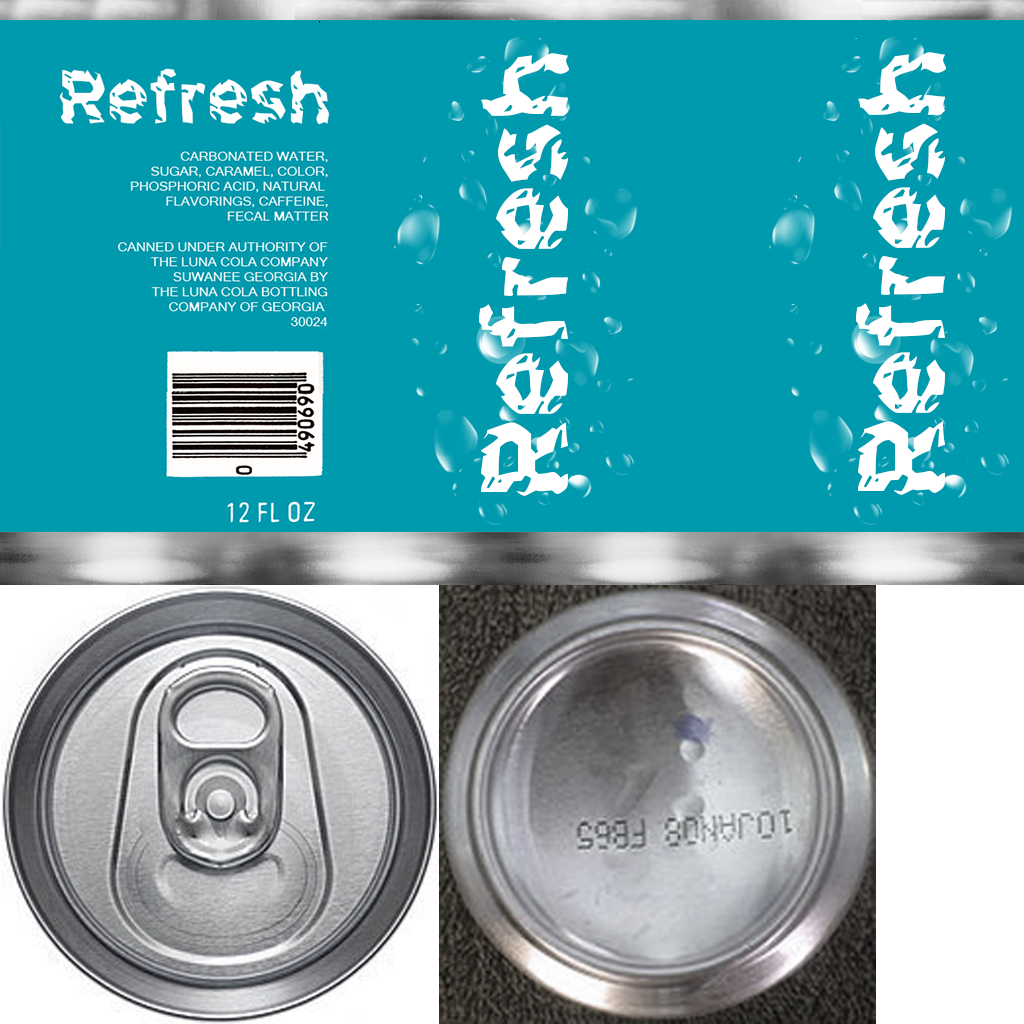 Refresh
CARBONATED WATER,
SUGAR, CARAMEL, COLOR,
PHOSPHORIC ACID, NATURAL
FLAVORINGS, CAFFEINE,
FECAL MATTER
CANNED UNDER AUTHORITY OF
THE LUNA COLA COMPANY
SUWANEE GEORGIA BY
THE LUNA COLA BOTTLING
COMPANY OF GEORGIA
30024
490690
0
12 FL OZ
Refresh
Refresh
10JAN08 FB65